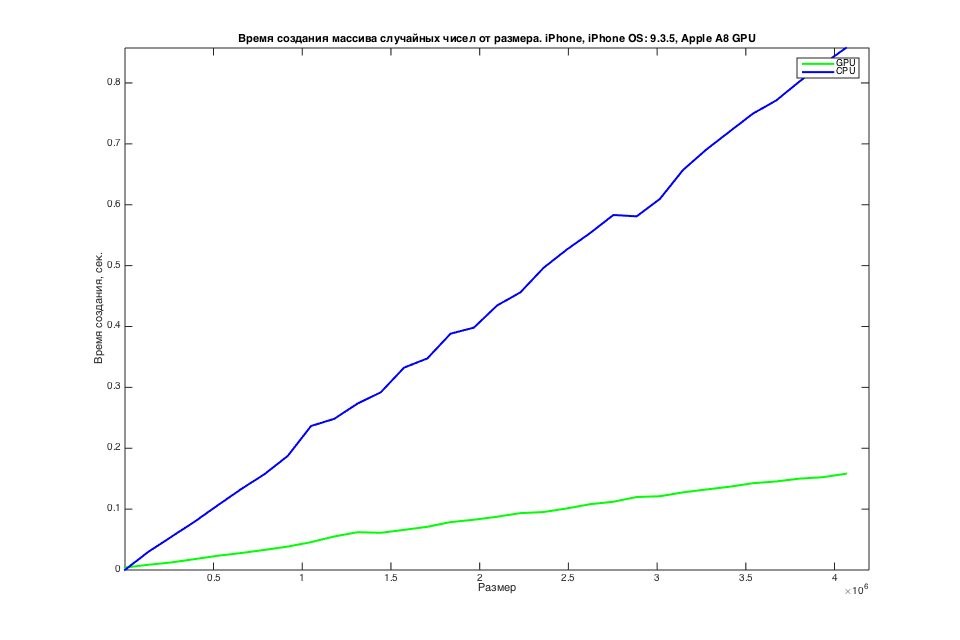 Время создания массива случайных чисел от размера. iPhone, iPhone OS: 9.3.5, Apple A8 GPU
GPU
CPU
0.8
0.7
0.6
0.5
0.4
0.3
0.2
0.1
0
Время создания, сек.
0.5 1 1.5 2 2.5 3 3.5 4
Размер
×10⁶